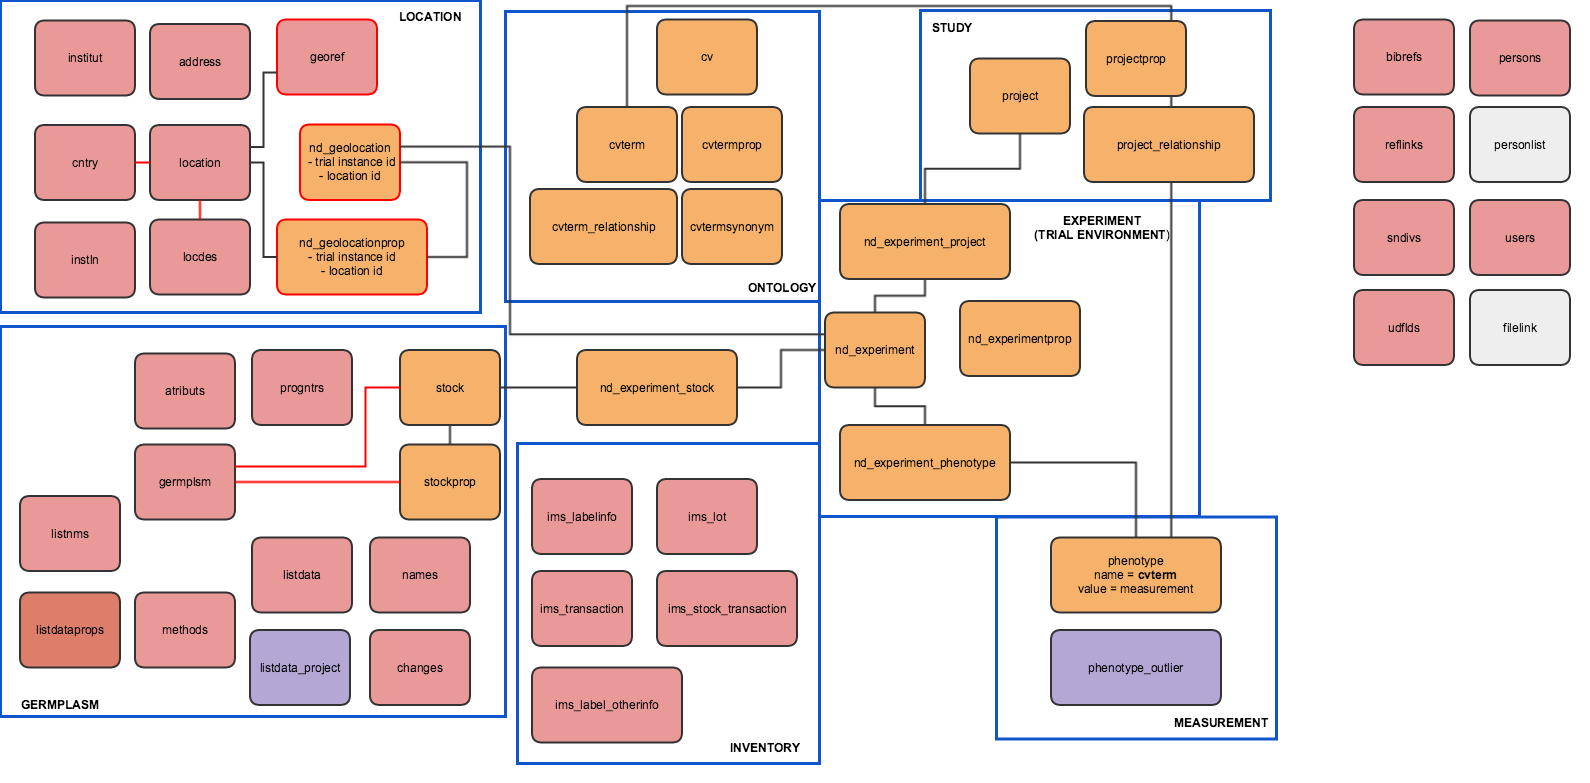 LOCATION
institut
address
georef
cntry
location
nd_geolocation
- trial instance id
- location id
instln
locdes
nd_geolocationprop
- trial instance id
- location id
cv
cvterm
cvtermprop
cvterm_relationship
cvtermsynonym
ONTOLOGY
STUDY
project
projectprop
project_relationship
EXPERIMENT
(TRIAL ENVIRONMENT)
nd_experiment_project
nd_experiment
nd_experimentprop
nd_experiment_phenotype
nd_experiment_stock
bibrefs
persons
reflinks
personlist
sndivs
users
udflds
filelink
atributs
progntrs
stock
germplsm
stockprop
listnms
listdata
names
listdataprops
methods
listdata_project
changes
GERMPLASM
ims_labelinfo
ims_lot
ims_transaction
ims_stock_transaction
ims_label_otherinfo
INVENTORY
phenotype
name = cvterm
value = measurement
phenotype_outlier
MEASUREMENT